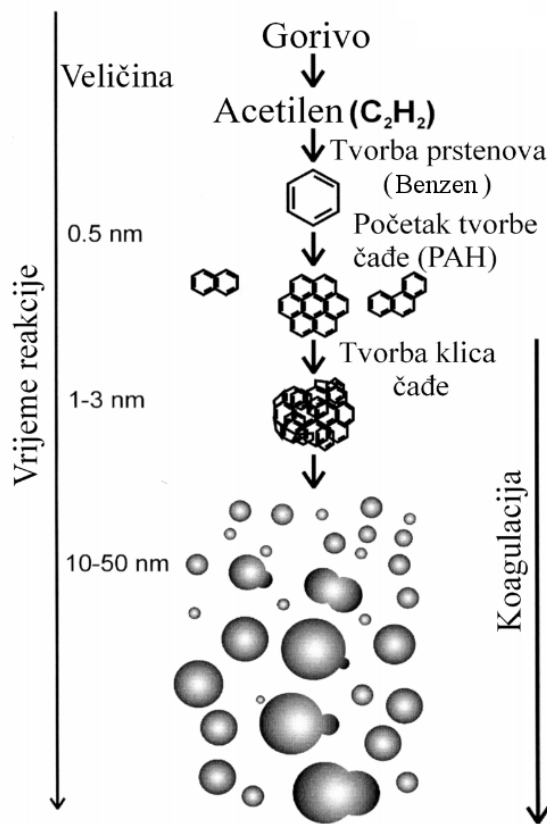 Gorivo
Veličina
Acetilen (C₂H₂)
Tvorba prstenova
(Benzen)
Početak tvorbe
čađe (PAH)
0.5 nm
Tvorba klica
čađe
1-3 nm
10-50 nm
Vrijeme reakcije
Koagulacija